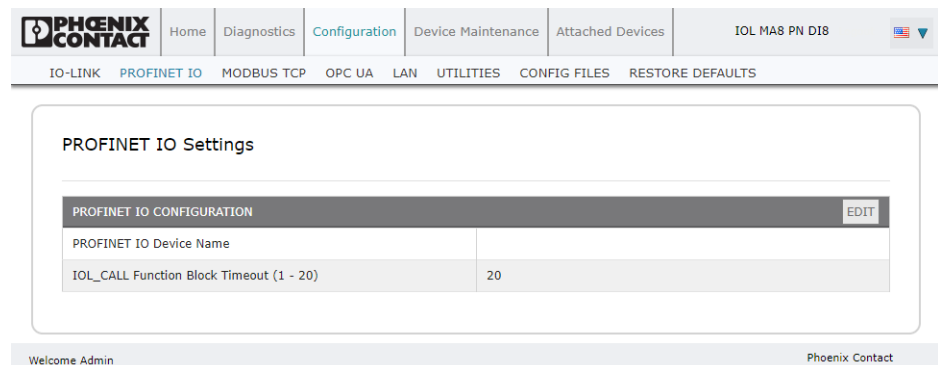 PHŒNIX CONTACT Home Diagnostics Configuration Device Maintenance Attached Devices IOL MA8 PN DI8
IO-LINK PROFINET IO MODBUS TCP OPC UA LAN UTILITIES CONFIG FILES RESTORE DEFAULTS
PROFINET IO Settings
PROFINET IO CONFIGURATION EDIT
PROFINET IO Device Name
IOL_CALL Function Block Timeout (1 - 20) 20
Welcome Admin Phoenix Contact